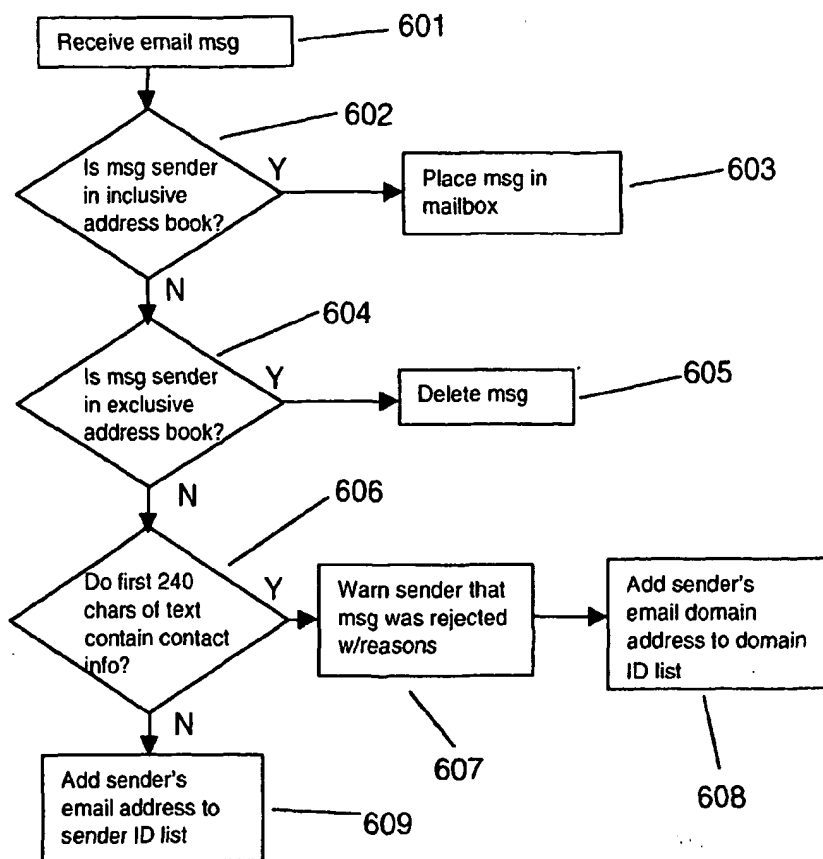 Receive email msg
601
602
Is msg sender
in inclusive
address book?
Y
Place msg in
mailbox
603
N
604
Is msg sender
in exclusive
address book?
Y
Delete msg
605
N
606
Do first 240
chars of text
contain contact
info?
Y
Warn sender that
msg was rejected
w/reasons
Add sender's
email domain
address to domain
ID list
N
607
608
Add sender's
email address to
sender ID list
609